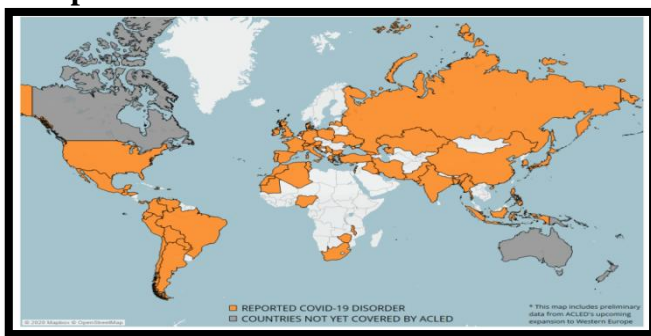 REPORTED COVID-19 DISORDER
COUNTRIES NOT YET COVERED BY ACLED
* This map includes preliminary
data from ACLED's upcoming
expansion to Western Europe
© 2020 Mapbox © OpenStreetMap